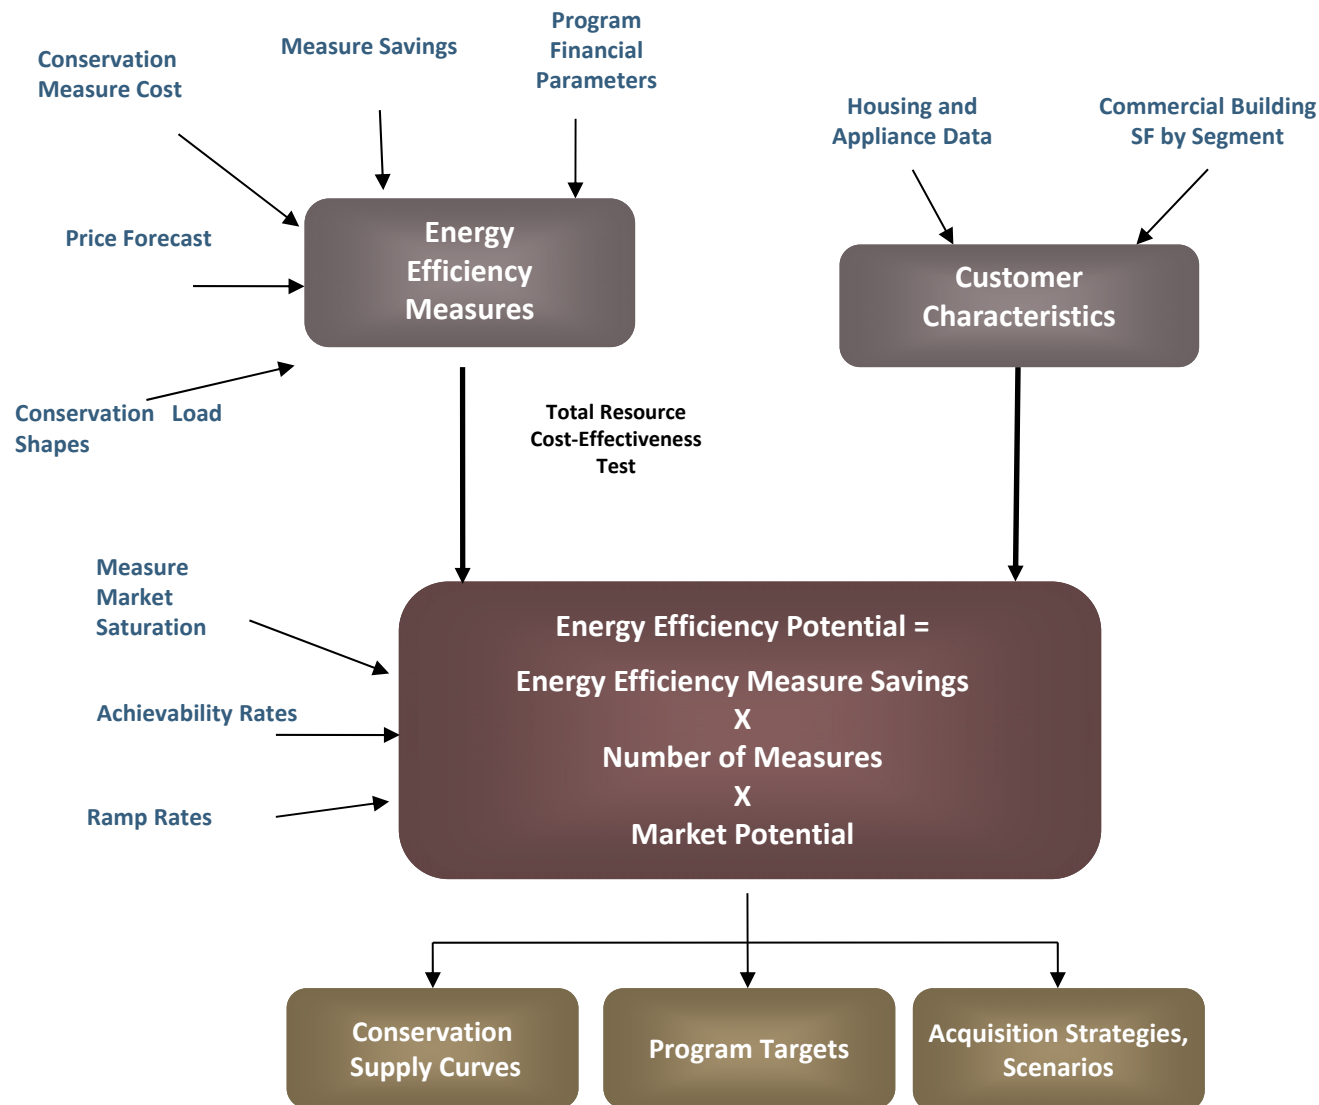 Program
Financial
Parameters
Measure Savings
Conservation
Measure Cost
Housing and
Appliance Data
Commercial Building
SF by Segment
Price Forecast
Energy
Efficiency
Measures
Customer
Characteristics
Conservation Load
Shapes
Total Resource
Cost-Effectiveness
Test
Measure
Market
Saturation
Achievability Rates
Ramp Rates
Energy Efficiency Potential =
Energy Efficiency Measure Savings
X
Number of Measures
X
Market Potential
Conservation
Supply Curves
Program Targets
Acquisition Strategies,
Scenarios